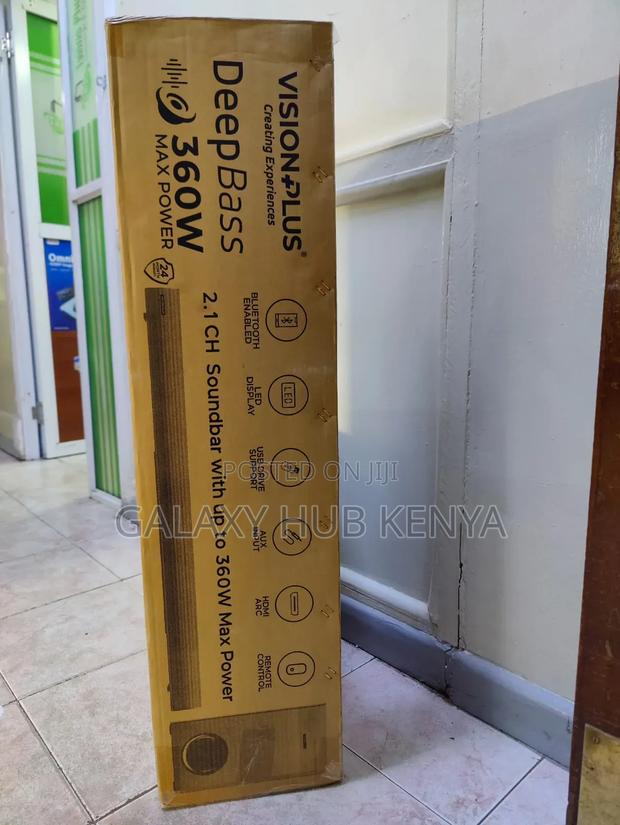 VISION PLUS®
Creating Experiences
DeepBass
360W
MAX POWER
24
BLUETOOTH
ENABLED
LED
LED
DISPLAY
USB DRIVE
SUPPORT
AUX
INPUT
HDMI
ARC
REMOTE
CONTROL
2.1 CH Soundbar with up to 360W Max Power
Omni
POSTED ON JIJI
GALAXY HUB KENYA